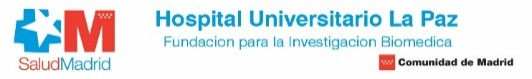 Hospital Universitario La Paz
Fundacion para la Investigacion Biomedica
SaludMadrid
Comunidad de Madrid